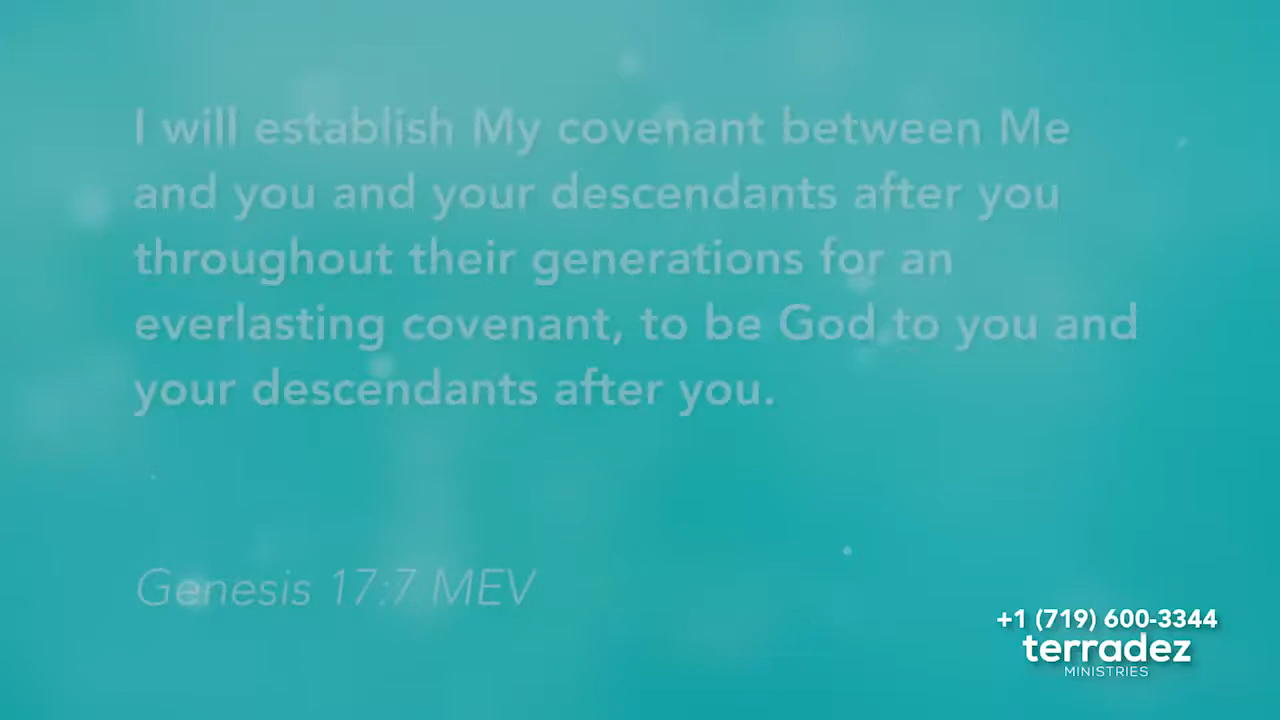 I will establish My covenant between Me
and you and your descendants after you
throughout their generations for an
everlasting covenant, to be God to you and
your descendants after you.
Genesis 17:7 MEV
+1 (719) 600-3344
terradez
MINISTRIES